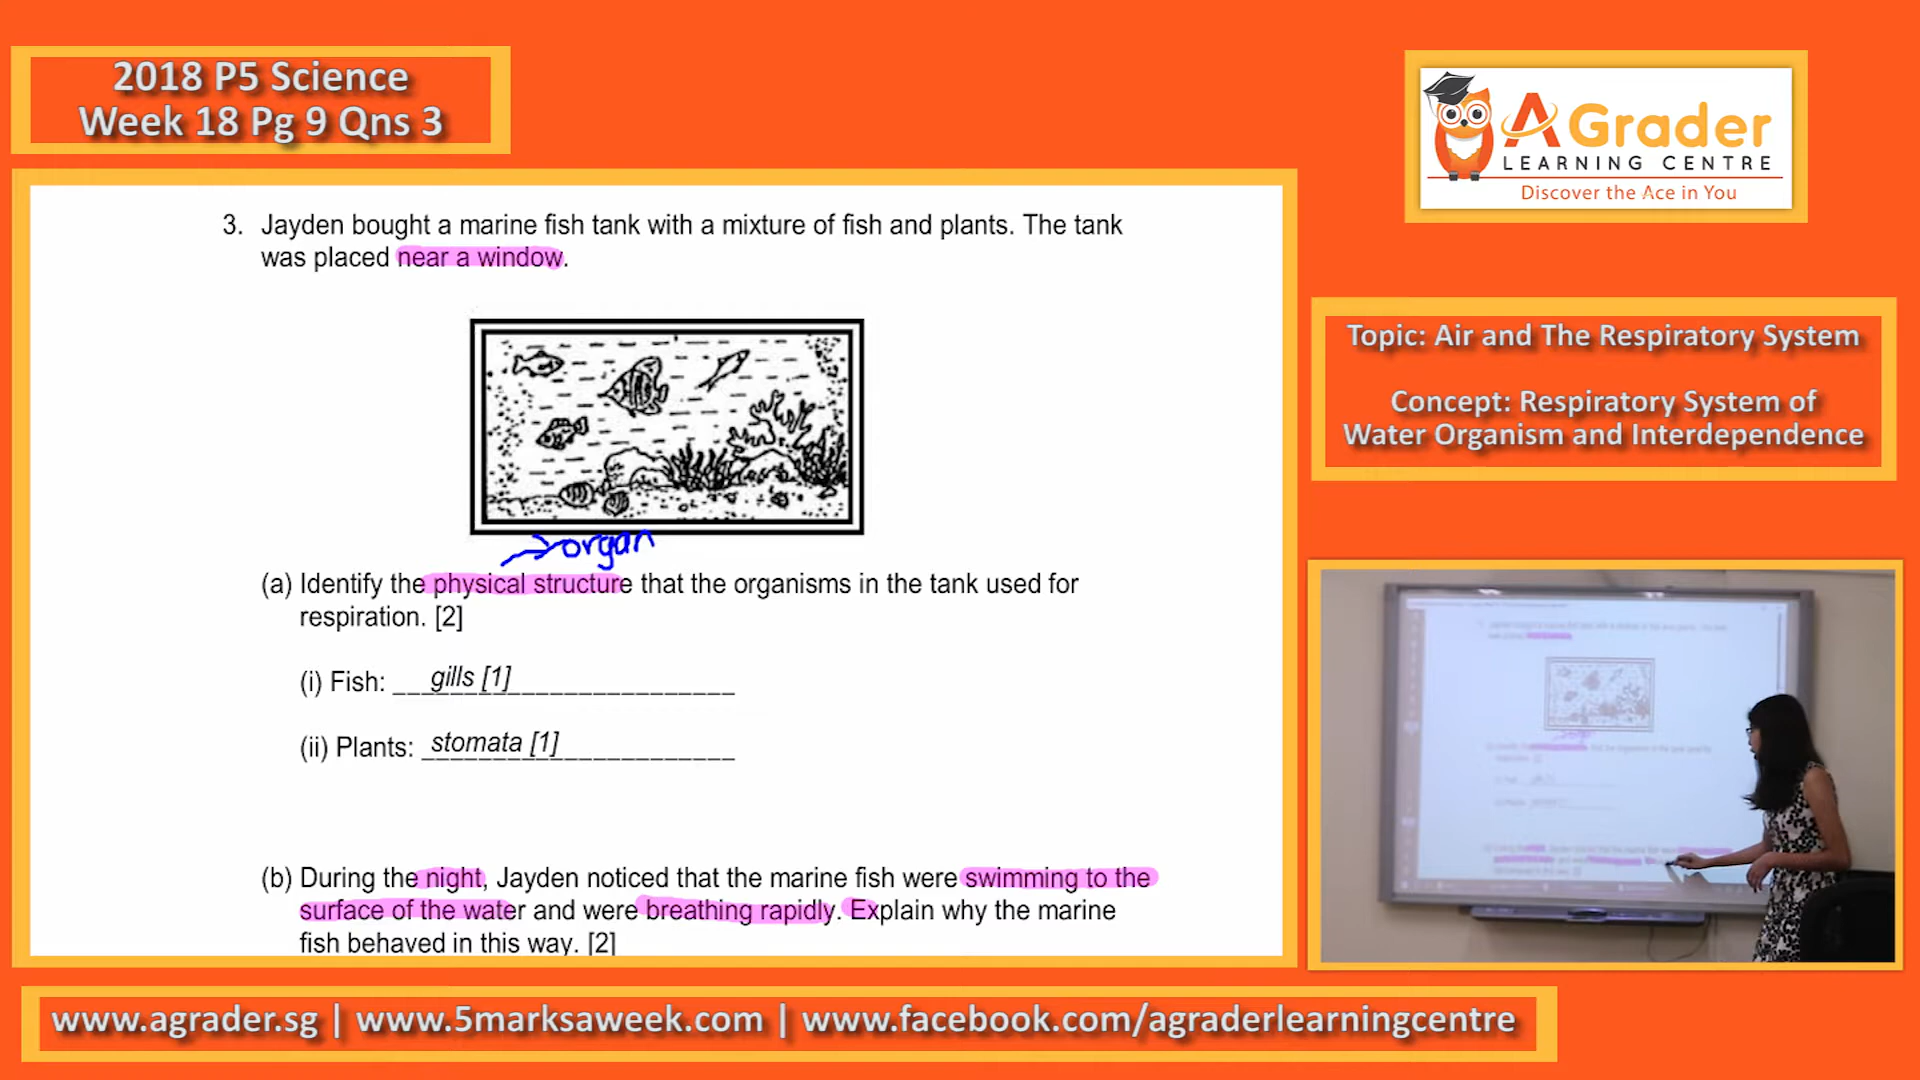 2018 P5 Science
Week 18 Pg 9 Qns 3
A Grader
LEARNING CENTRE
Discover the Ace in You
3. Jayden bought a marine fish tank with a mixture of fish and plants. The tank
was placed near a window.
organ
(a) Identify the physical structure that the organisms in the tank used for
respiration. [2]
(i) Fish: gills [1]
(ii) Plants: stomata [1]
(b) During the night, Jayden noticed that the marine fish were swimming to the
surface of the water and were breathing rapidly. Explain why the marine
fish behaved in this way. [2]
Topic: Air and The Respiratory System
Concept: Respiratory System of
Water Organism and Interdependence
www.agrader.sg | www.5marksaweek.com | www.facebook.com/agraderlearningcentre